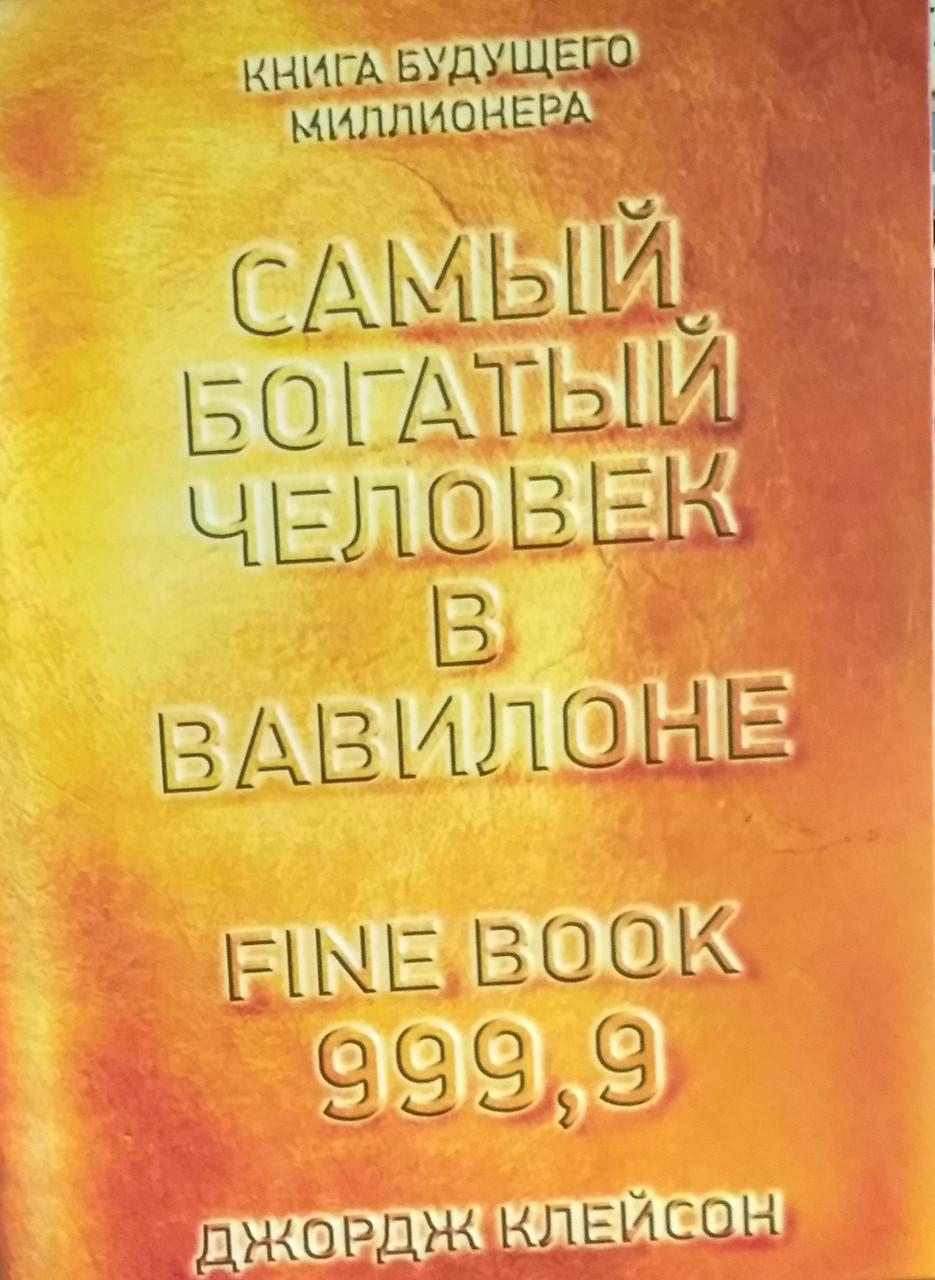 КНИГА БУДУЩЕГО
МИЛЛИОНЕРА
САМЫЙ
БОГАТЫЙ
ЧЕЛОВЕК
В
ВАВИЛОНЕ
FINE BOOK
999,9
ДЖОРДЖ КЛЕЙСОН